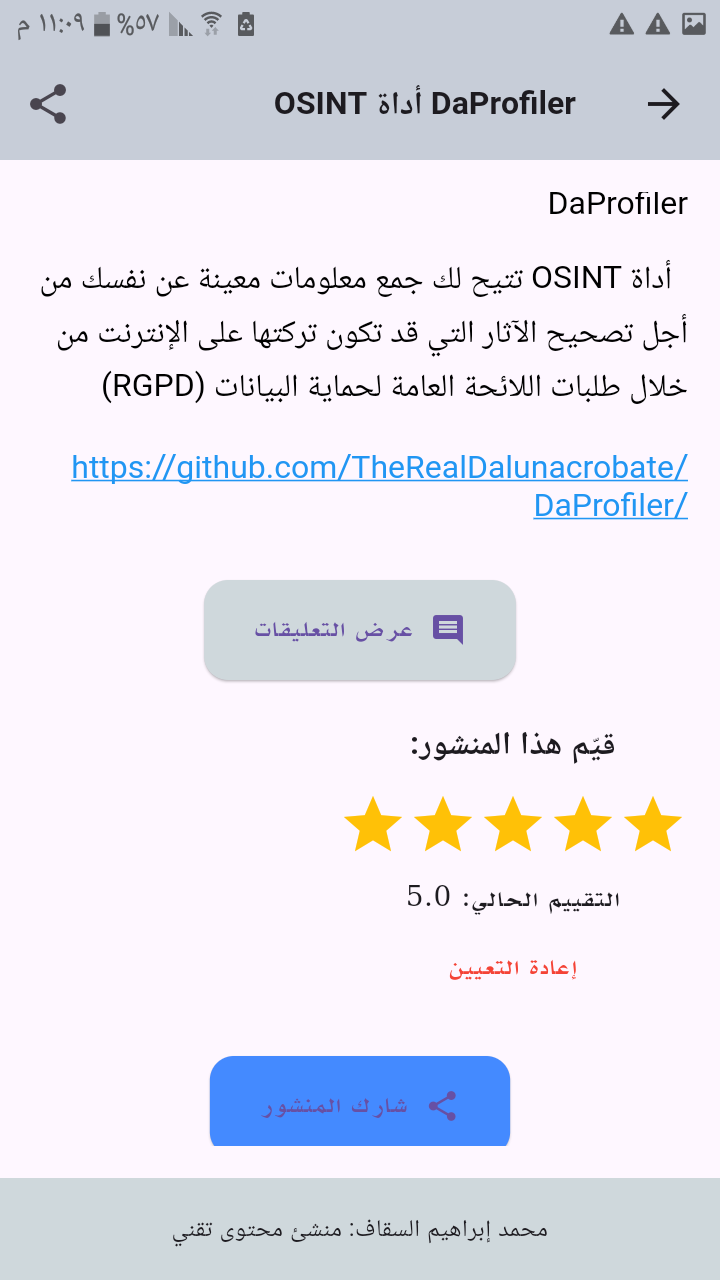 ١١:٠٩ م ٥٧%
DaProfiler أداة OSINT
DaProfiler
أداة OSINT تتيح لك جمع معلومات معينة عن نفسك من
أجل تصحيح الآثار التي قد تكون تركتها على الإنترنت من
خلال طلبات اللائحة العامة لحماية البيانات (RGPD)
https://github.com/TheRealDalunacrobate/
DaProfiler/
عرض التعليقات
قيّم هذا المنشور:
التقييم الحالي: 5.0
إعادة التعيين
شارك المنشور
محمد إبراهيم السقاف: منشئ محتوى تقني